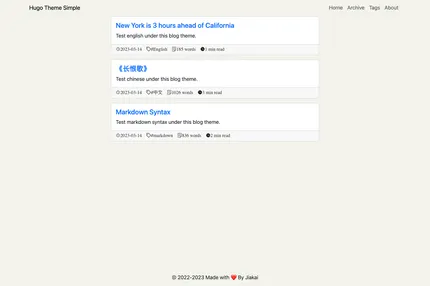 Hugo Theme Simple
Home Archive Tags About
New York is 3 hours ahead of California
Test english under this blog theme.
2023-03-14 #English 185 words 1 min read
《长恨歌》
Test chinese under this blog theme.
2023-03-14 #中文 1026 words 3 min read
Markdown Syntax
Test markdown syntax under this blog theme.
2023-03-14 #markdown 836 words 2 min read
© 2022-2023 Made with ❤️ By Jiakai